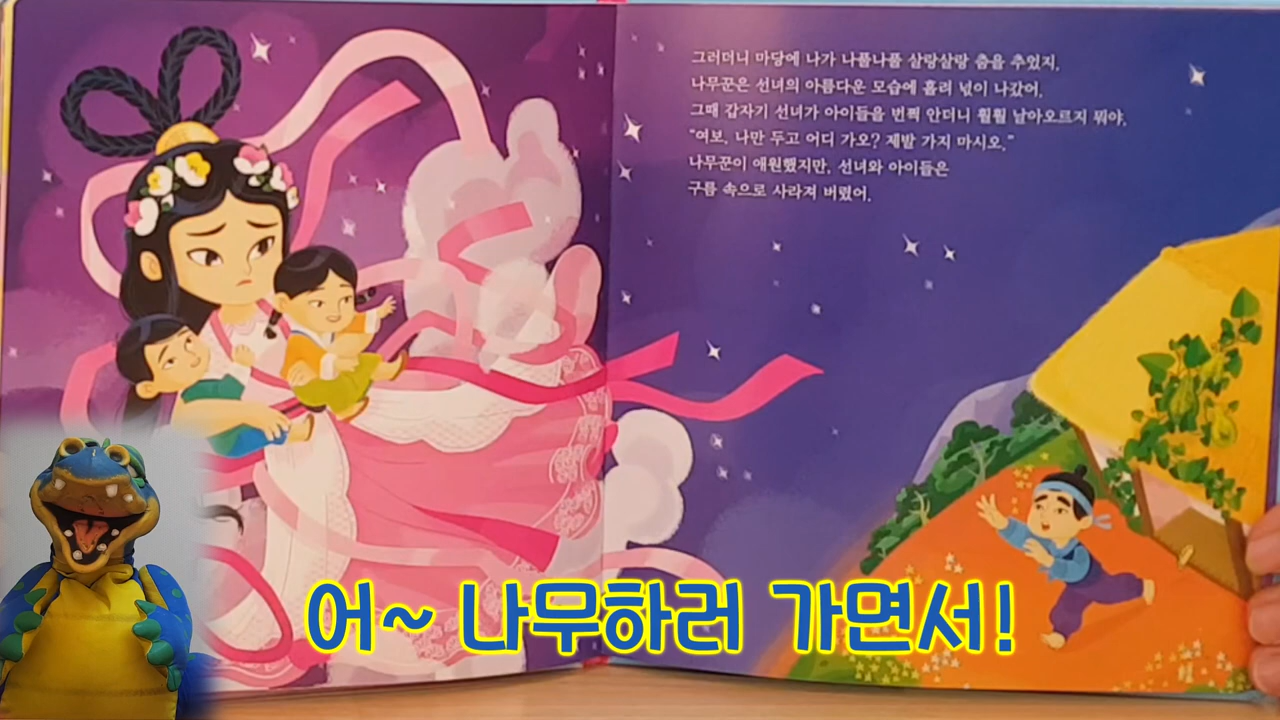 그러더니 마당에 나가 나풀나풀 살랑살랑 춤을 추었지.
나무꾼은 선녀의 아름다운 모습에 홀려 넋이 나갔어.
그때 갑자기 선녀가 아이들을 번쩍 안더니 훨훨 날아오르지 뭐야.
“여보, 나만 두고 어디 가오? 제발 가지 마시오.”
나무꾼이 애원했지만, 선녀와 아이들은
구름 속으로 사라져 버렸어.
어~ 나무하러 가면서!